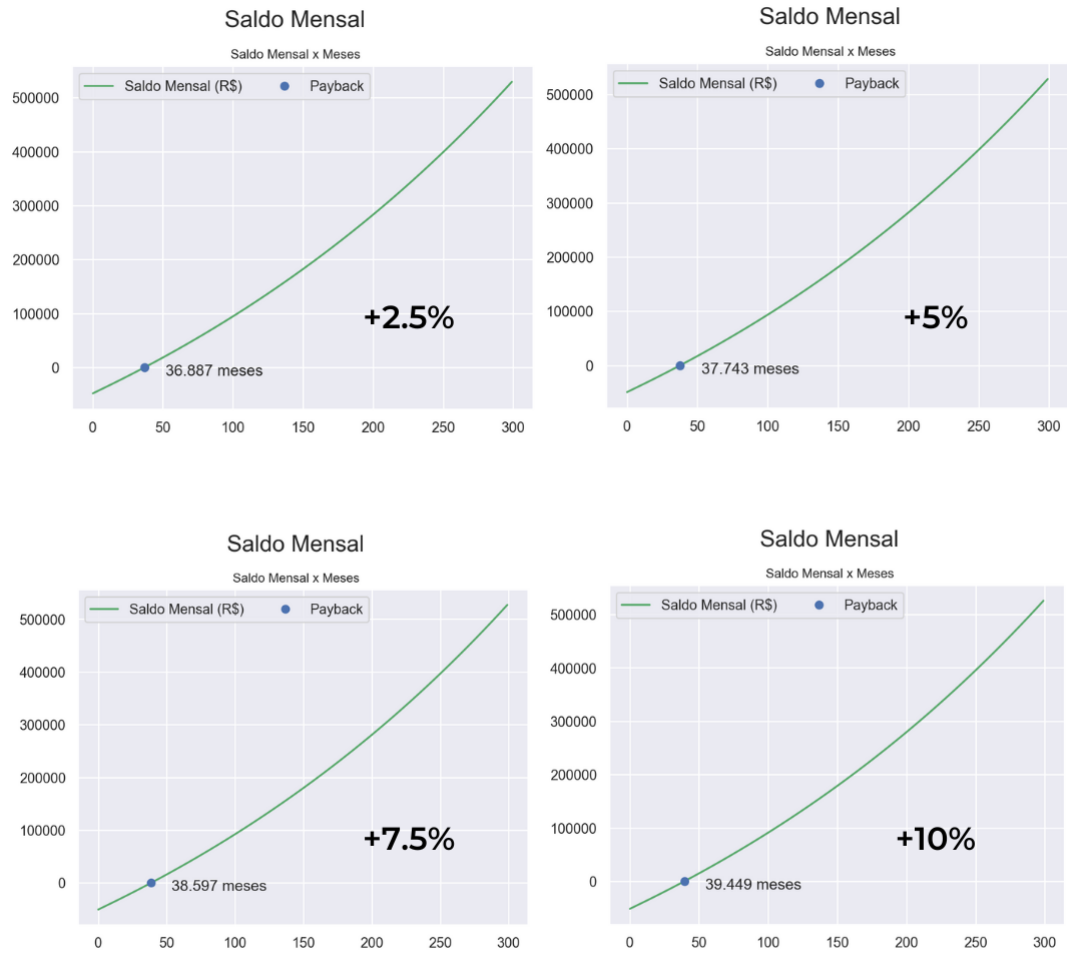 Saldo Mensal
Saldo Mensal x Meses
Saldo Mensal (R$) Payback
500000
400000
300000
200000
100000
0
+2.5%
36.887 meses
0 50 100 150 200 250 300
Saldo Mensal
Saldo Mensal x Meses
Saldo Mensal (R$) Payback
500000
400000
300000
200000
100000
0
+5%
37.743 meses
0 50 100 150 200 250 300
Saldo Mensal
Saldo Mensal x Meses
Saldo Mensal (R$) Payback
500000
400000
300000
200000
100000
0
+7.5%
38.597 meses
0 50 100 150 200 250 300
Saldo Mensal
Saldo Mensal x Meses
Saldo Mensal (R$) Payback
500000
400000
300000
200000
100000
0
+10%
39.449 meses
0 50 100 150 200 250 300